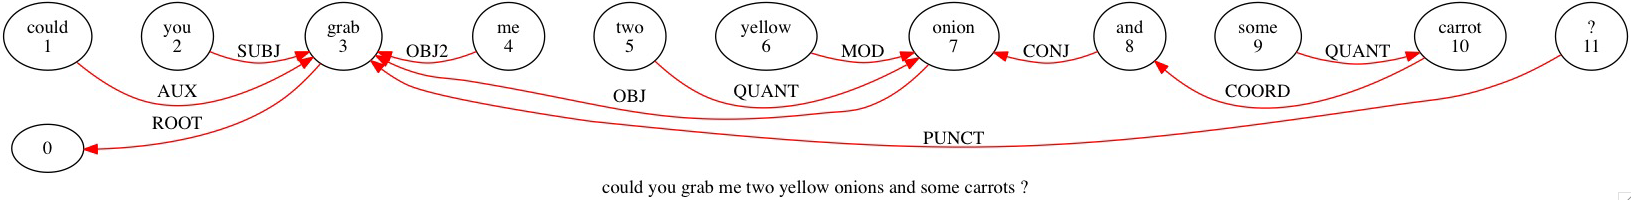 could you grab me two yellow onion and some carrot ?
1 2 3 4 5 6 7 8 9 10 11
SUBJ OBJ2 MOD CONJ QUANT
AUX QUANT OBJ COORD
ROOT
PUNCT
0
could you grab me two yellow onions and some carrots ?